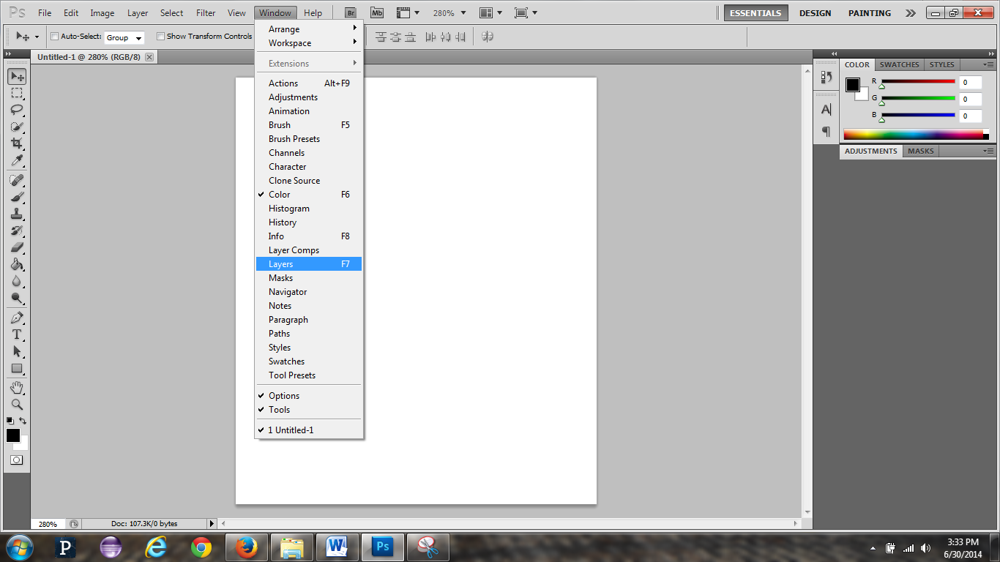 Ps File Edit Image Layer Select Filter View Window Help Br Mb 280% ESSENTIALS DESIGN PAINTING
Auto-Select: Group Show Transform Controls
Untitled-1 @ 280% (RGB/8)
Arrange
Workspace
Extensions
Actions Alt+F9
Adjustments
Animation
Brush F5
Brush Presets
Channels
Character
Clone Source
Color F6
Histogram
History
Info F8
Layer Comps
Layers F7
Masks
Navigator
Notes
Paragraph
Paths
Styles
Swatches
Tool Presets
Options
Tools
1 Untitled-1
COLOR SWATCHES STYLES
R 0
G 0
B 0
ADJUSTMENTS MASKS
280% Doc: 107.3K/0 bytes
P W Ps
3:33 PM
6/30/2014